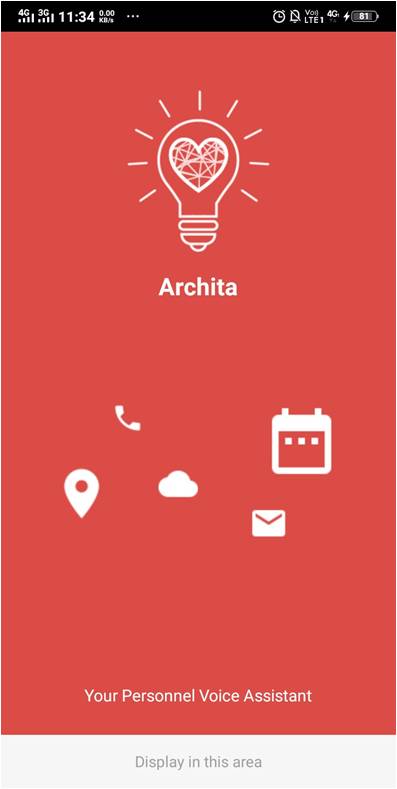 4G 3G 11:34 0.00 KB/s ... Vo) LTE1 4G 81
Archita
Your Personnel Voice Assistant
Display in this area